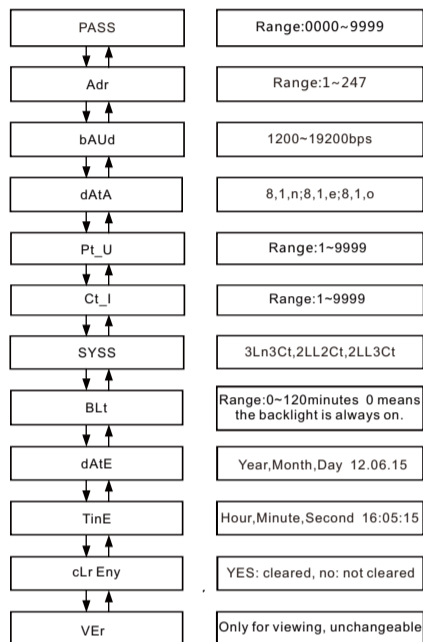 PASS Range:0000~9999
Adr Range:1~247
bAUd 1200~19200bps
dAtA 8,1,n;8,1,e;8,1,o
Pt_U Range:1~9999
Ct_I Range:1~9999
SYSS 3Ln3Ct,2LL2Ct,2LL3Ct
BLt Range:0~120minutes 0 means
the backlight is always on.
dAtE Year,Month,Day 12.06.15
TinE Hour,Minute,Second 16:05:15
cLr Eny YES: cleared, no: not cleared
VEr Only for viewing, unchangeable